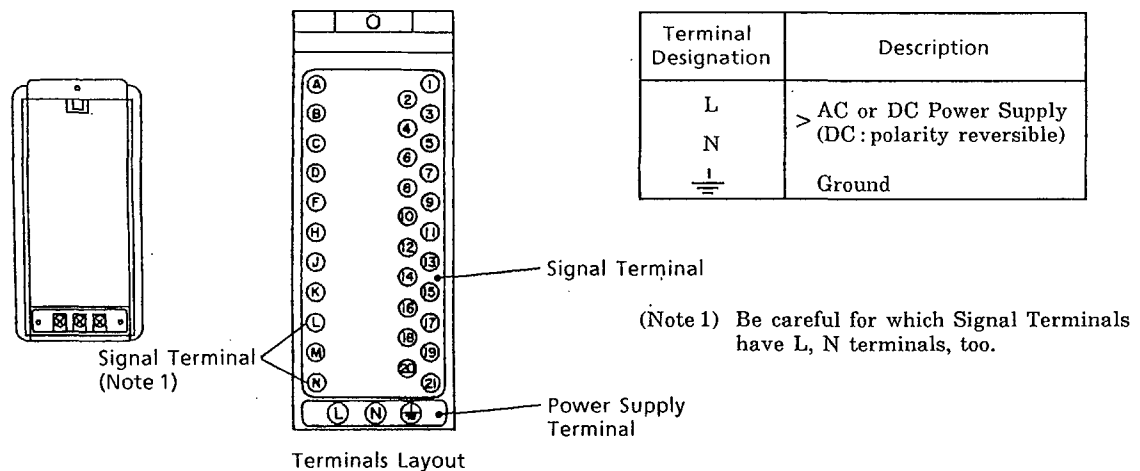 A
B
C
D
F
H
J
K
L
M
N
1
2
3
4
5
6
7
8
9
10
11
12
13
14
15
16
17
18
19
20
21
L N
Signal Terminal
(Note 1)
Signal Terminal
Power Supply
Terminal
Terminals Layout
Terminal
Designation
Description
L
N
> AC or DC Power Supply
(DC : polarity reversible)
Ground
(Note 1) Be careful for which Signal Terminals
have L, N terminals, too.